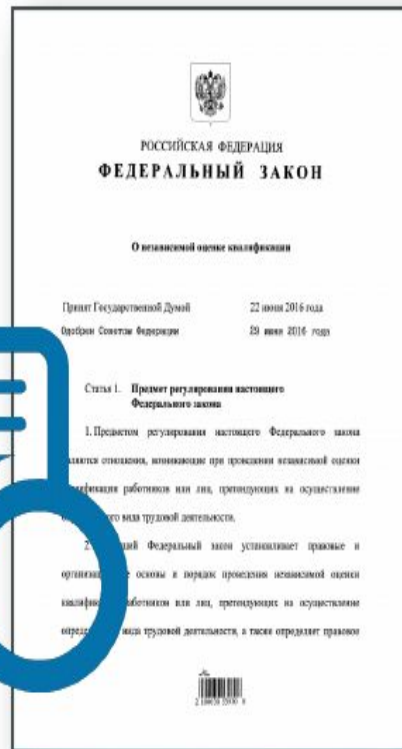 РОССИЙСКАЯ ФЕДЕРАЦИЯ
ФЕДЕРАЛЬНЫЙ ЗАКОН
О независимой оценке квалификации
Принят Государственной Думой 22 июня 2016 года
Одобрен Советом Федерации 29 июня 2016 года
Статья 1. Предмет регулирования настоящего
Федерального закона
1. Предметом регулирования настоящего Федерального закона
отношения, возникающие при проведении независимой оценки
работников или лиц, претендующих на осуществление
вида трудовой деятельности.
2. Федеральный закон устанавливает правовые и
основы и порядок проведения независимой оценки
работников или лиц, претендующих на осуществление
вида трудовой деятельности, а также определяет правовое